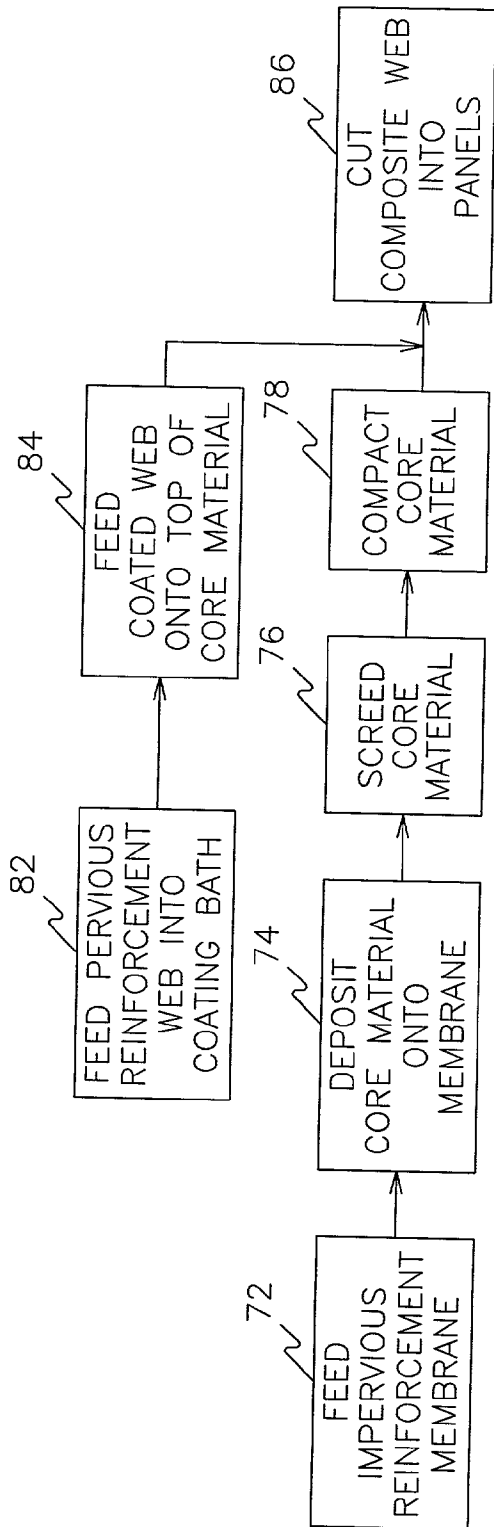 82
FEED PERVIOUS
REINFORCEMENT
WEB INTO
COATING BATH
84
FEED
COATED WEB
ONTO TOP OF
CORE MATERIAL
72
FEED
IMPERVIOUS
REINFORCEMENT
MEMBRANE
74
DEPOSIT
CORE MATERIAL
ONTO
MEMBRANE
76
SCREED
CORE
MATERIAL
78
COMPACT
CORE
MATERIAL
86
CUT
COMPOSITE WEB
INTO
PANELS